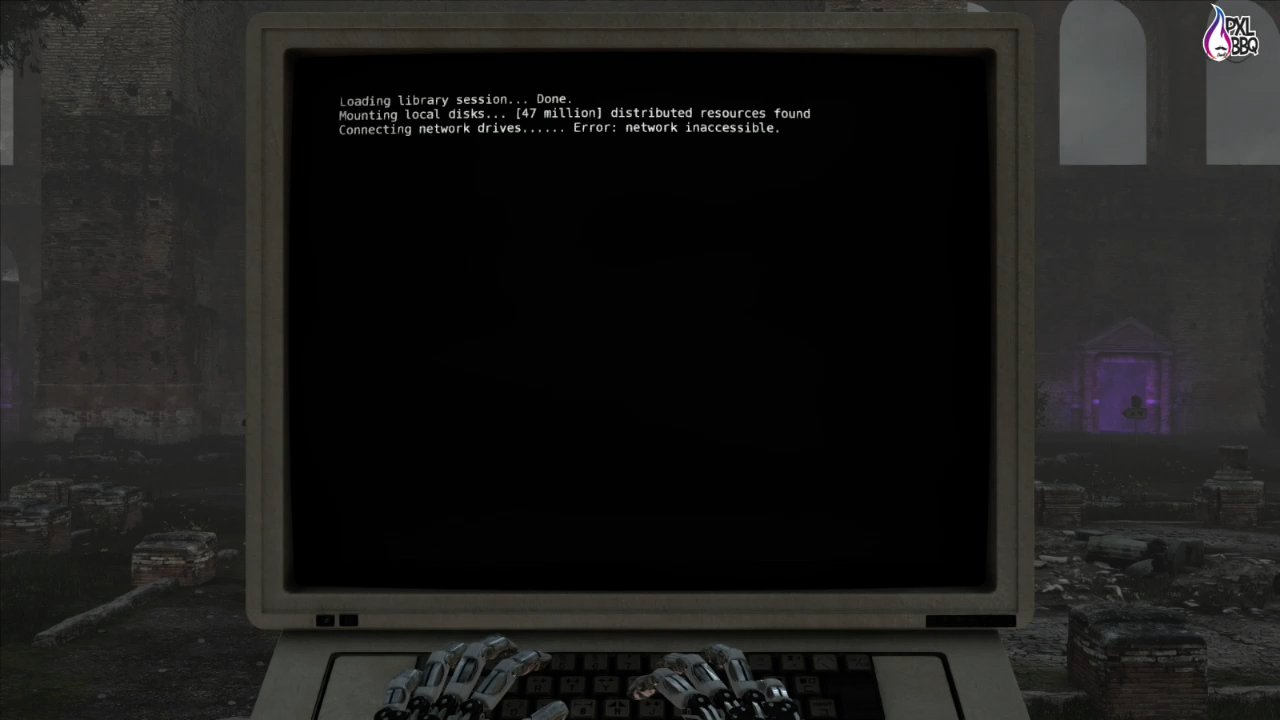 PXL
BBQ
Loading library session... Done.
Mounting local disks... [47 million] distributed resources found
Connecting network drives...... Error: network inaccessible.